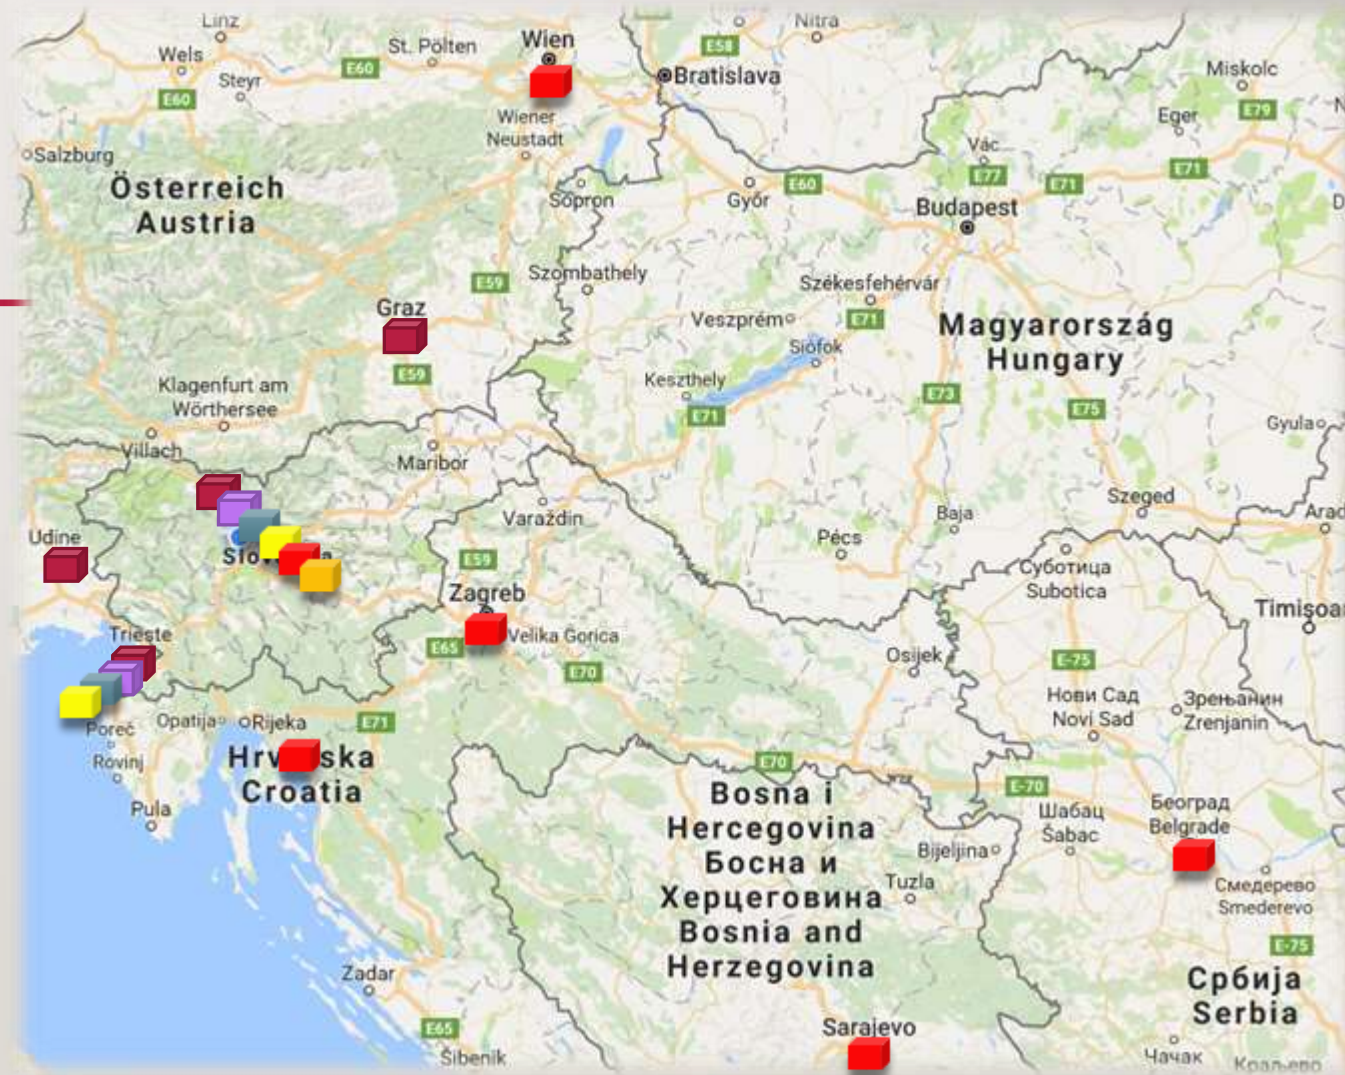 Linz
Nitra
Wels
St. Pölten
Wien
E58
E60
Bratislava
Miskolc
Steyr
E60
E79
Eger
Wiener
Neustadt
Salzburg
Vác
E77
E71
E71
Österreich
Austria
E60
Sopron
Győr
Budapest
Szombathely
E59
Székesfehérvár
Graz
Veszprém
E71
Magyarország
Hungary
Siófok
E59
Klagenfurt am
Wörthersee
Keszthely
E71
E73
E75
Gyula
Villach
Maribor
Szeged
Varaždin
Baja
Arad
Udine
Pécs
E59
Суботица
Subotica
Zagreb
Trieste
E65
Velika Gorica
E70
Osijek
E-75
Нови Сад
Novi Sad
Зрењанин
Zrenjanin
Poreč
Opatija
Rijeka
E71
Rovinj
Croatia
E70
E-70
Pula
Bosna i
Hercegovina
Босна и
Херцеговина
Bosnia and
Herzegovina
Шабац
Šabac
Београд
Belgrade
Bijeljina
Tuzla
Смедерево
Smederevo
E-75
Zadar
Србија
Serbia
E65
Sarajevo
Šibenik
Чачак
Краљево